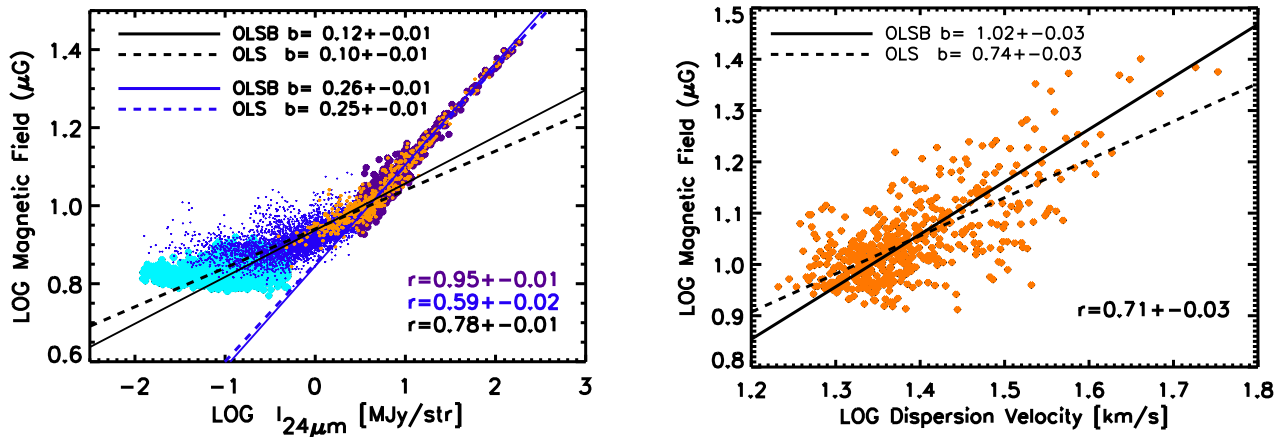 OLSB b= 0.12+-0.01
OLS b= 0.10+-0.01
OLSB b= 0.26+-0.01
OLS b= 0.25+-0.01
r=0.95+-0.01
r=0.59+-0.02
r=0.78+-0.01
LOG Magnetic Field (μG)
1.4
1.2
1.0
0.8
0.6
-2 -1 0 1 2 3
LOG I24μm [MJy/str]
OLSB b= 1.02+-0.03
OLS b= 0.74+-0.03
r=0.71+-0.03
LOG Magnetic Field (μG)
1.5
1.4
1.3
1.2
1.1
1.0
0.9
0.8
1.2 1.3 1.4 1.5 1.6 1.7 1.8
LOG Dispersion Velocity [km/s]